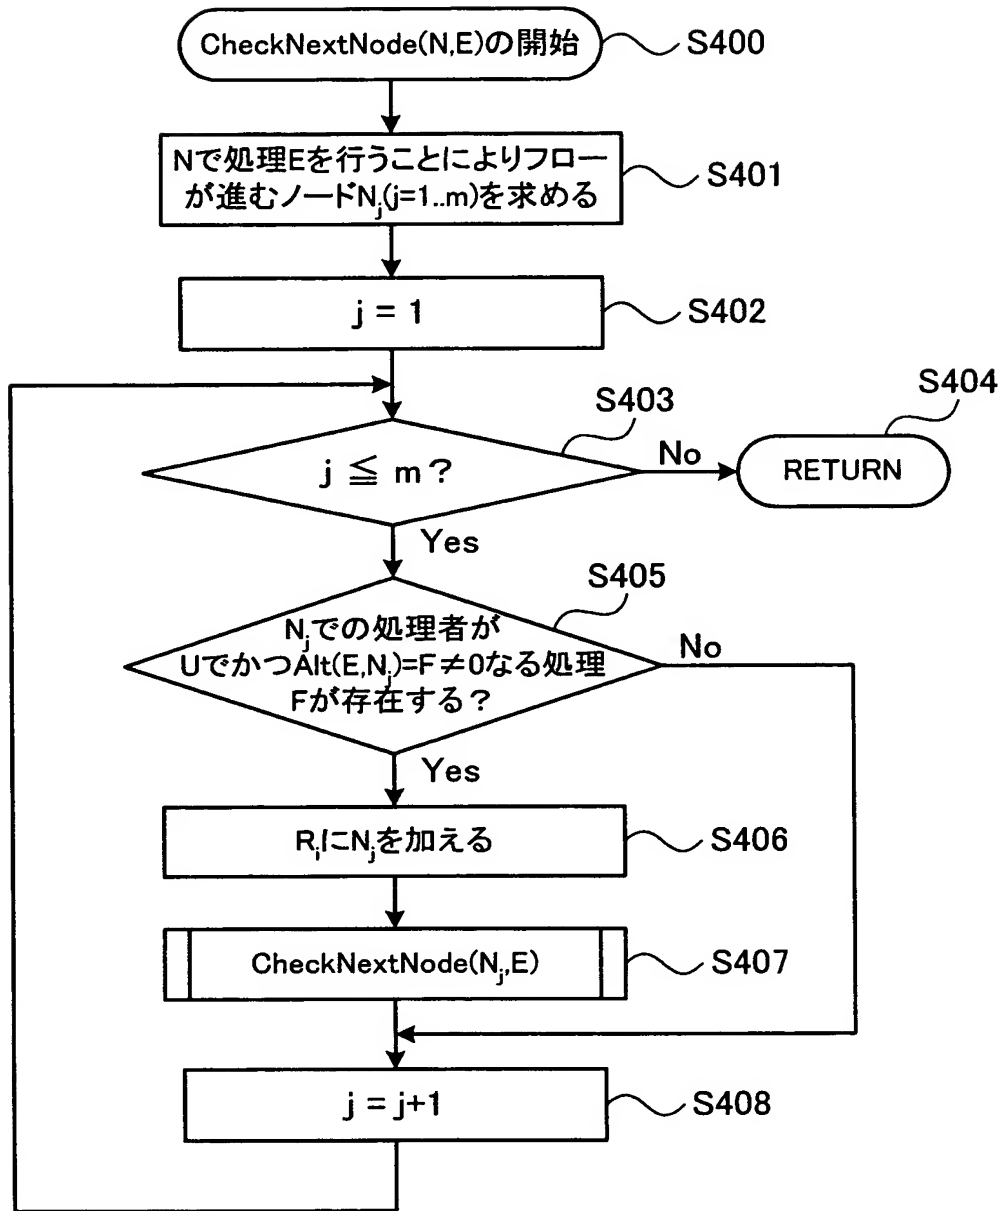 CheckNextNode(N,E)の開始
S400
Nで処理Eを行うことによりフロー
が進むノードNj(j=1..m)を求める
S401
j = 1
S402
j ≦ m ?
S403
No
RETURN
S404
Yes
Njでの処理者が
UでかつAlt(E,Nj)=F≠0なる処理
Fが存在する?
S405
No
Yes
RiにNjを加える
S406
CheckNextNode(Nj,E)
S407
j = j+1
S408